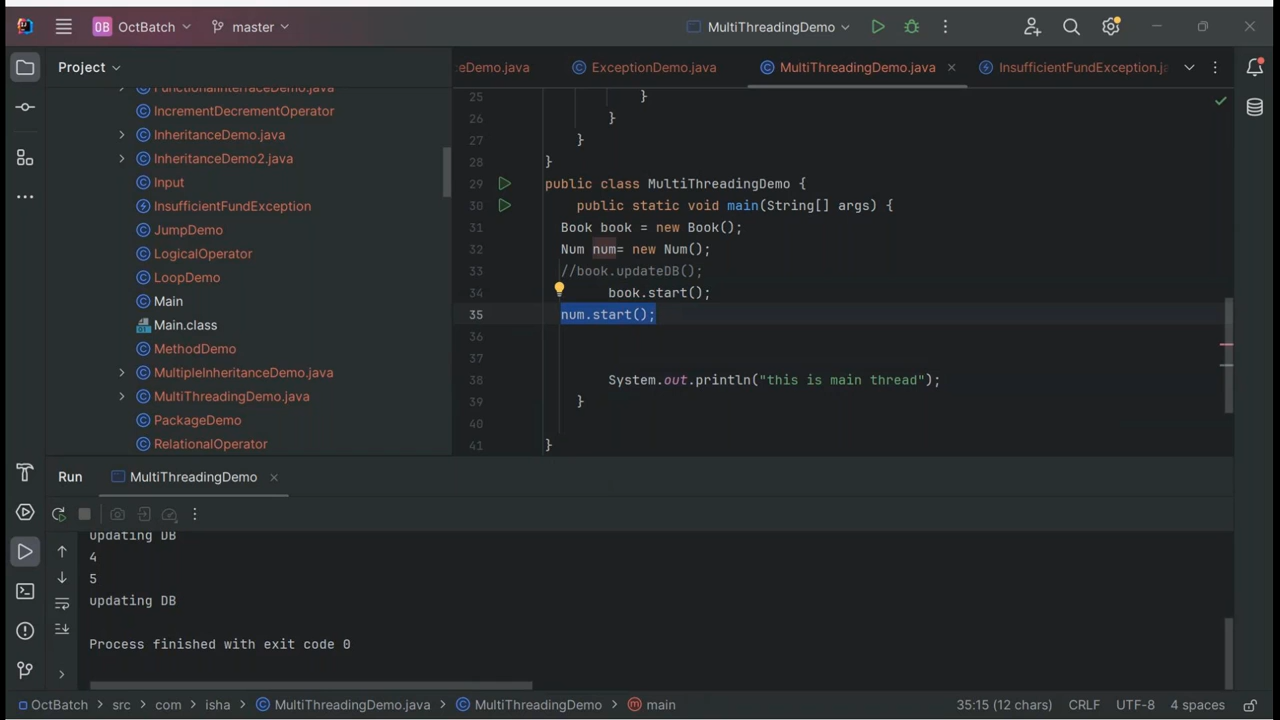 OB OctBatch master MultiThreadingDemo
Project
eDemo.java ExceptionDemo.java MultiThreadingDemo.java InsufficientFundException.ja
FunctionalInterfaceDemo.java
IncrementDecrementOperator
InheritanceDemo.java
InheritanceDemo2.java
Input
InsufficientFundException
JumpDemo
LogicalOperator
LoopDemo
Main
Main.class
MethodDemo
MultipleInheritanceDemo.java
MultiThreadingDemo.java
PackageDemo
RelationalOperator
25 }
26 }
27 }
28 }
29 public class MultiThreadingDemo {
30 public static void main(String[] args) {
31 Book book = new Book();
32 Num num= new Num();
33 //book.updateDB();
34 book.start();
35 num.start();
36
37
38 System.out.println("this is main thread");
39 }
40
41 }
Run MultiThreadingDemo
updating DB
4
5
updating DB
Process finished with exit code 0
OctBatch src com isha MultiThreadingDemo.java MultiThreadingDemo main 35:15 (12 chars) CRLF UTF-8 4 spaces